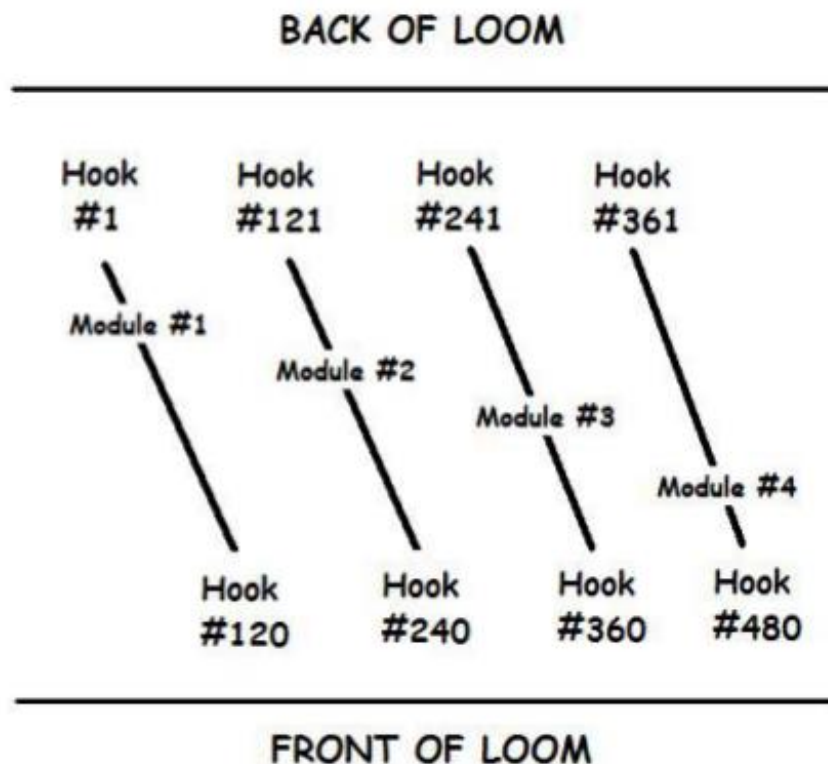 BACK OF LOOM
Hook
#1
Hook
#121
Hook
#241
Hook
#361
Module #1
Module #2
Module #3
Module #4
Hook
#120
Hook
#240
Hook
#360
Hook
#480
FRONT OF LOOM